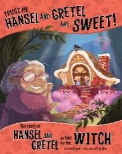 TRUST ME,
HANSEL AND GRETEL
ARE SWEET!
The Story of
HANSEL AND
GRETEL
as Told
by the
WITCH